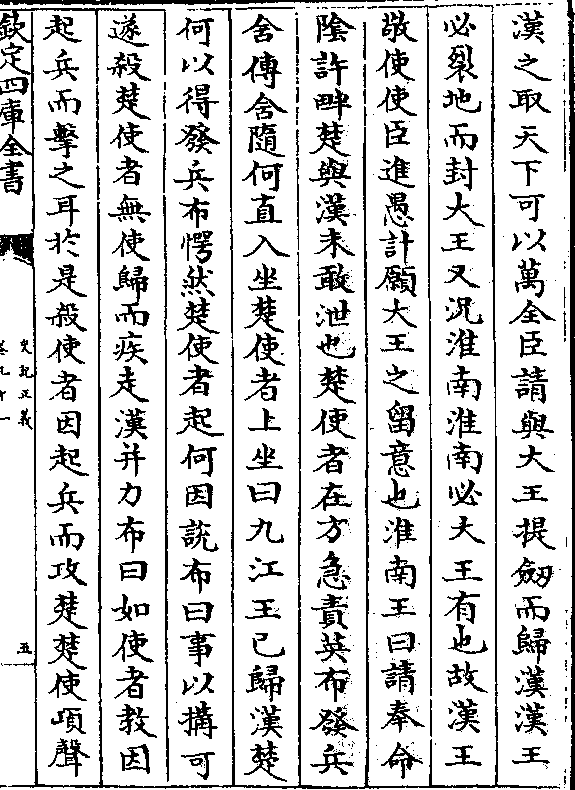 漢之取天下可以萬全臣請與大王提劒而歸漢漢王
必裂地而封大王又況淮南淮南必大王有也故漢王
敬使使臣進愚計願大王之留意也淮南王曰請奉命
陰許畔楚與漢未敢泄也楚使者在方急責英布發兵
舍傳舍隨何直入坐楚使者上坐曰九江王已歸漢楚
何以得發兵布愕然楚使者起何因說布曰事以搆可
遂殺楚使者無使歸而疾走漢并力布曰如使者教因
起兵而擊之耳於是殺使者因起兵而攻楚楚使項聲
欽定四庫全書
史記正義
卷九十一
五